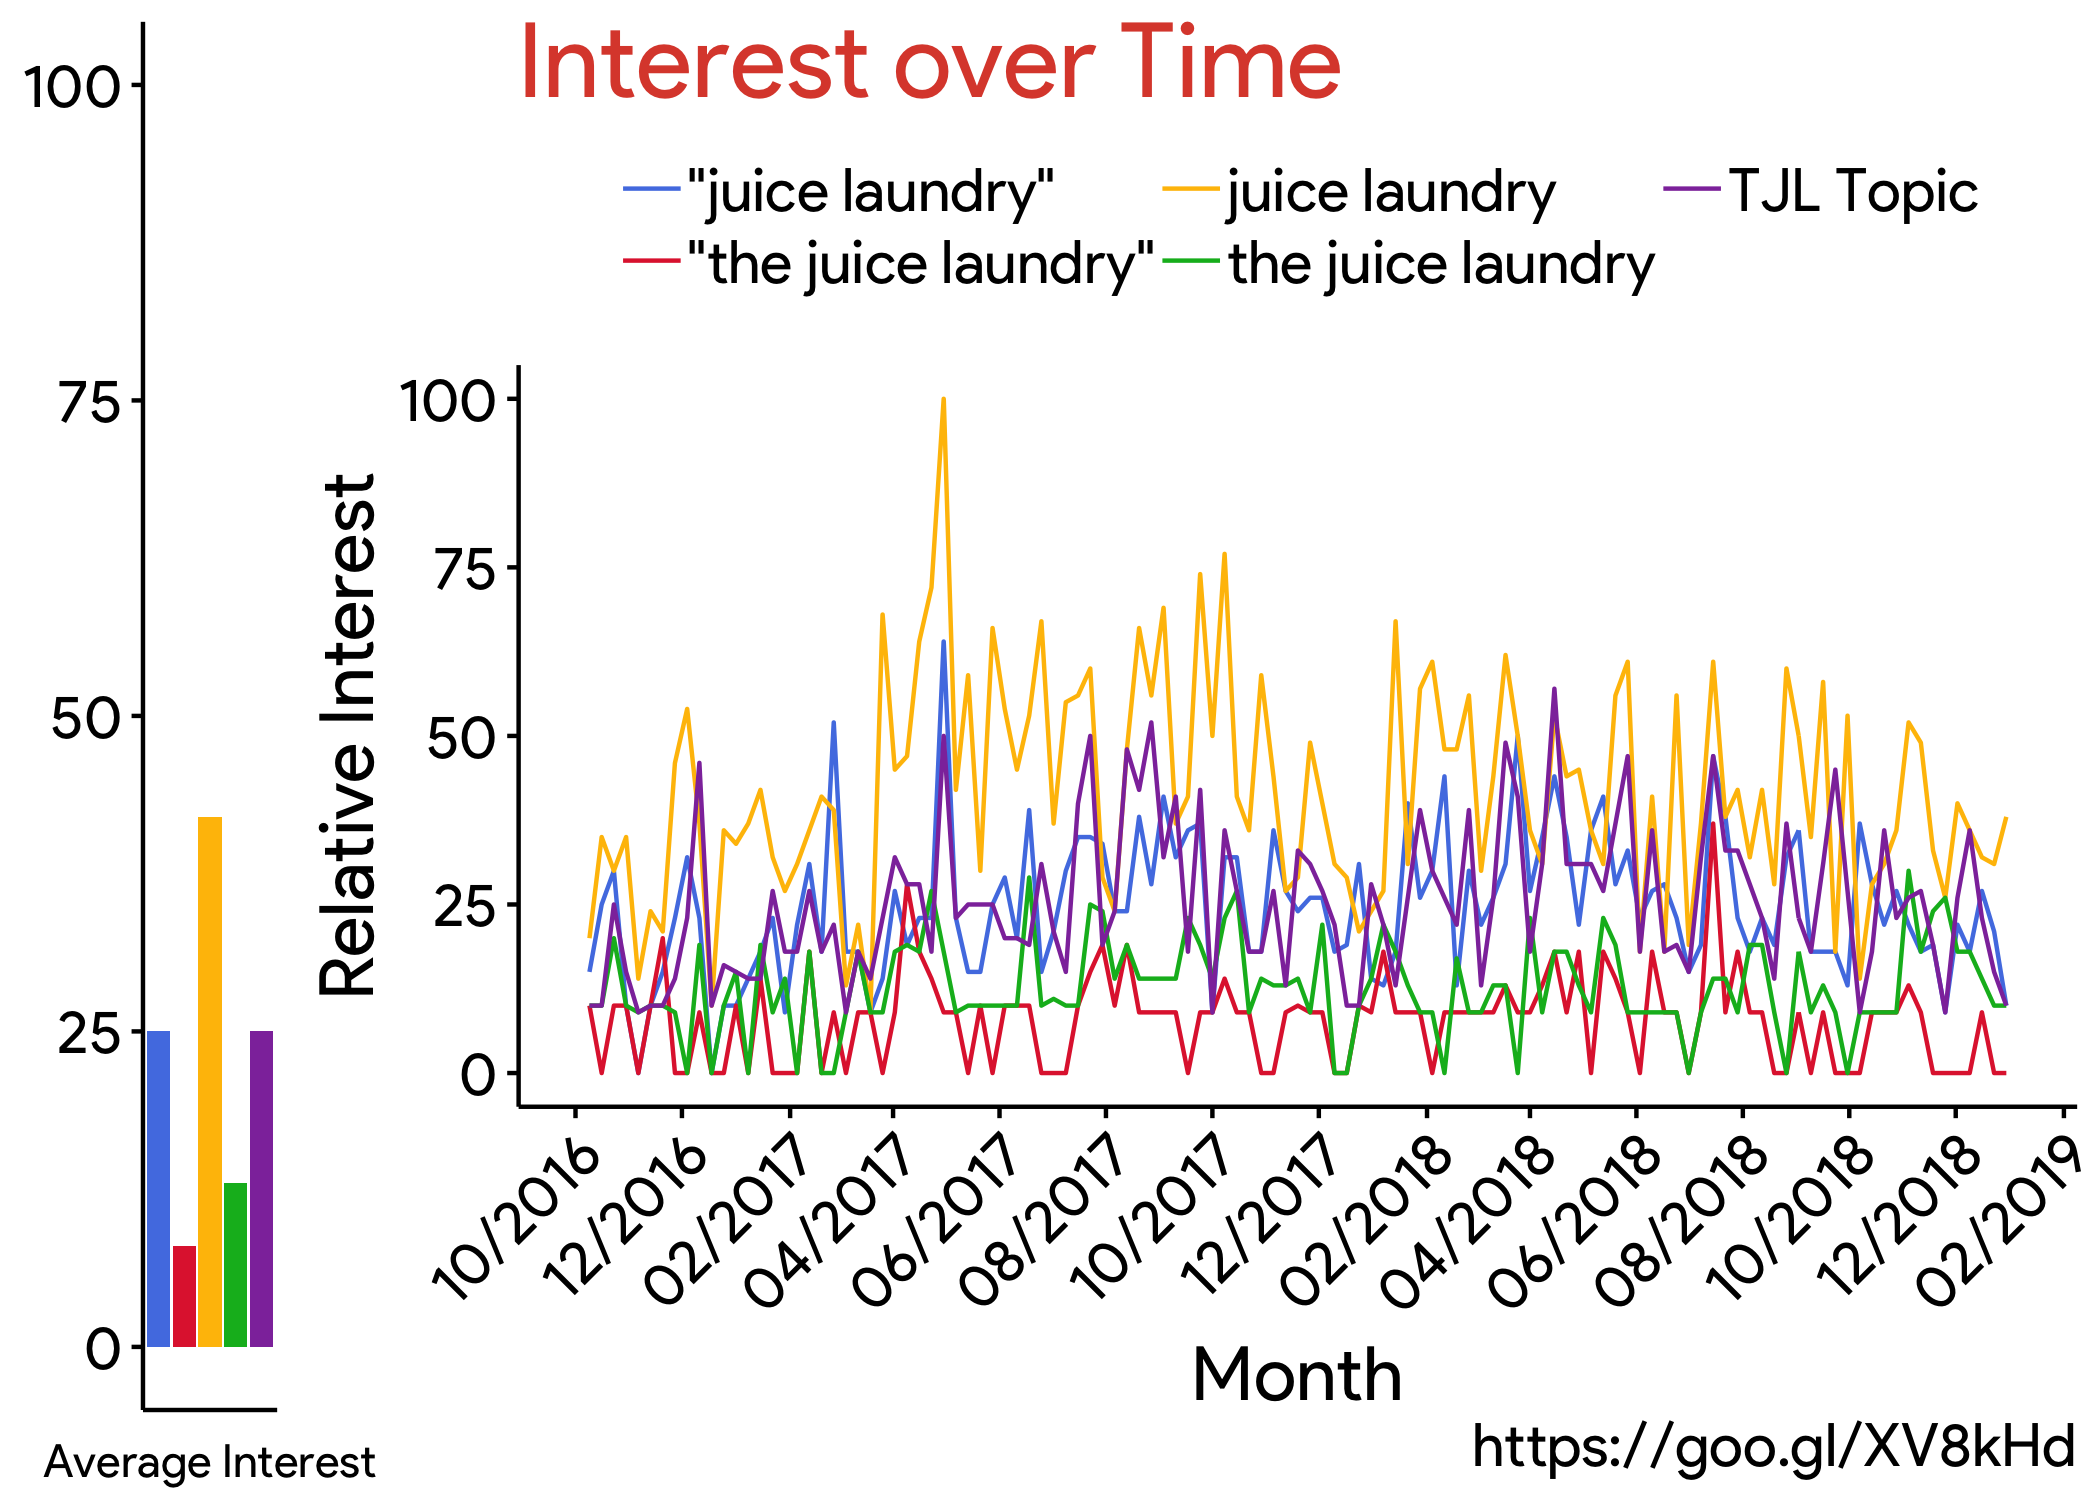 Interest over Time
"juice laundry"
juice laundry
TJL Topic
"the juice laundry"
the juice laundry
100
75
50
25
0
Average Interest
Relative Interest
100
75
50
25
0
10/2016
12/2016
02/2017
04/2017
06/2017
08/2017
10/2017
12/2017
02/2018
04/2018
06/2018
08/2018
10/2018
12/2018
02/2019
Month
https://goo.gl/XV8kHd